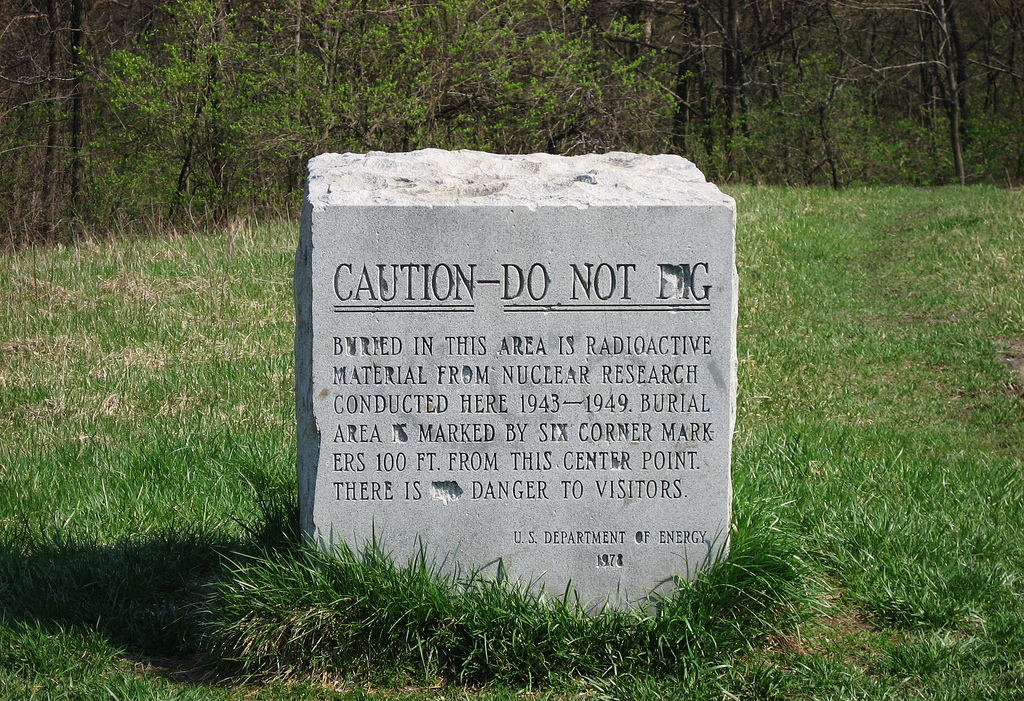 CAUTION—DO NOT DIG
BURIED IN THIS AREA IS RADIOACTIVE
MATERIAL FROM NUCLEAR RESEARCH
CONDUCTED HERE 1943—1949. BURIAL
AREA IS MARKED BY SIX CORNER MARK
ERS 100 FT. FROM THIS CENTER POINT.
THERE IS DANGER TO VISITORS.
U.S. DEPARTMENT OF ENERGY
1978